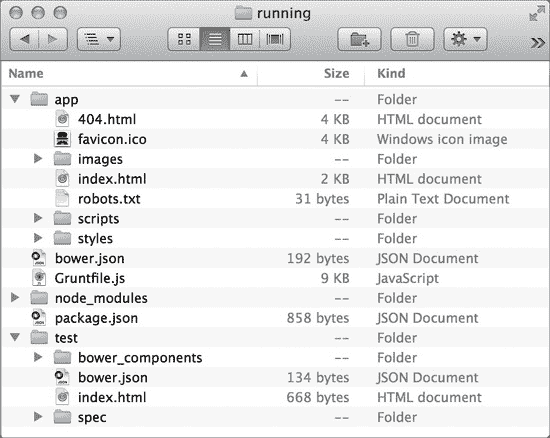 running
Name Size Kind
app -- Folder
404.html 4 KB HTML document
favicon.ico 4 KB Windows icon image
images -- Folder
index.html 2 KB HTML document
robots.txt 31 bytes Plain Text Document
scripts -- Folder
styles -- Folder
bower.json 192 bytes JSON Document
Gruntfile.js 9 KB JavaScript
node_modules -- Folder
package.json 858 bytes JSON Document
test -- Folder
bower_components -- Folder
bower.json 134 bytes JSON Document
index.html 668 bytes HTML document
spec -- Folder